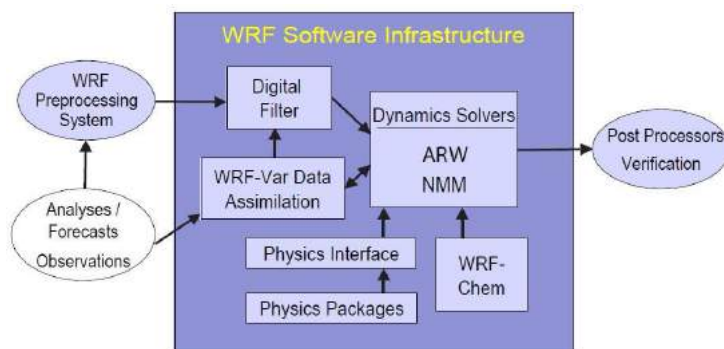 WRF Software Infrastructure
WRF
Preprocessing
System
Digital
Filter
Dynamics Solvers
ARW
NMM
Post Processors
Verification
WRF-Var Data
Assimilation
Analyses /
Forecasts
Observations
Physics Interface
WRF-
Chem
Physics Packages